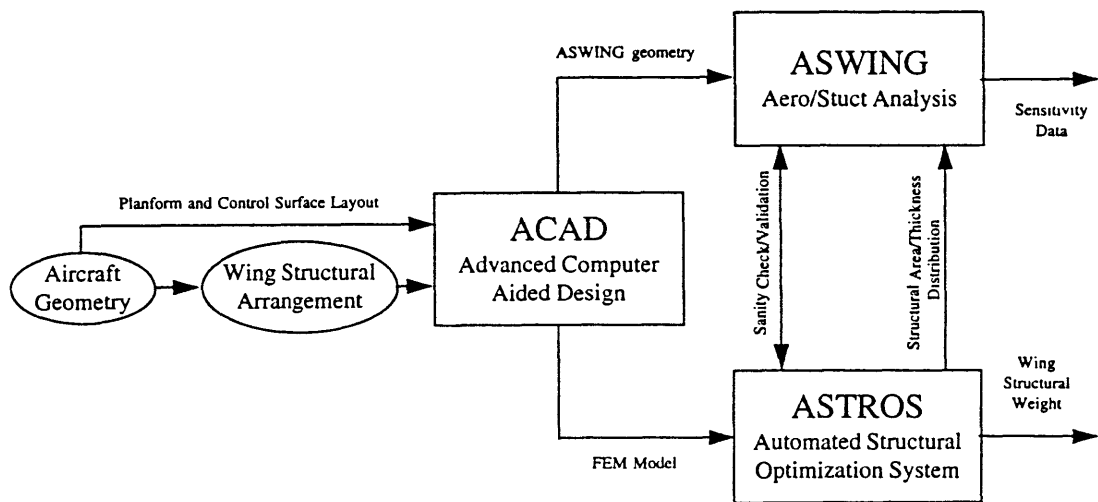 ASWING geometry
ASWING
Aero/Stuct Analysis
Sensitivity
Data
Planform and Control Surface Layout
ACAD
Advanced Computer
Aided Design
Aircraft
Geometry
Wing Structural
Arrangement
Sanity Check/Validation
Structural Area/Thickness
Distribution
ASTROS
Automated Structural
Optimization System
Wing
Structural
Weight
FEM Model